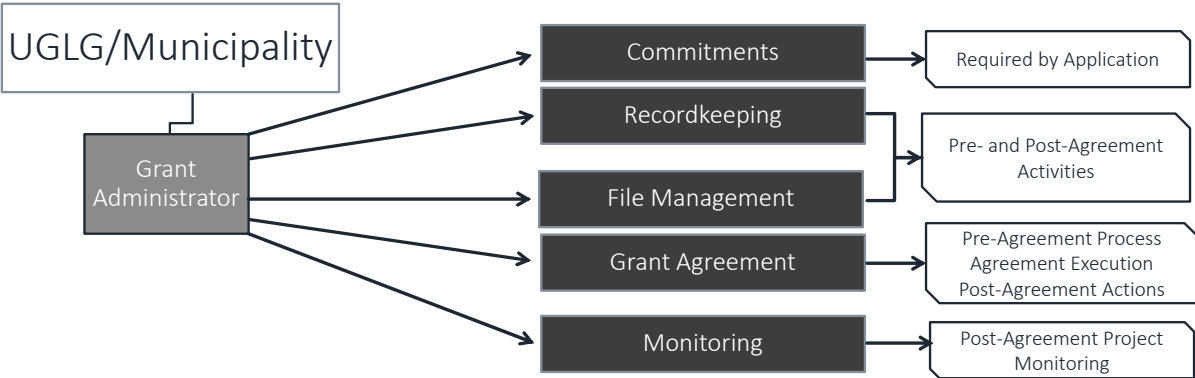 UGLG/Municipality
Grant
Administrator
Commitments
Recordkeeping
File Management
Grant Agreement
Monitoring
Required by Application
Pre- and Post-Agreement
Activities
Pre-Agreement Process
Agreement Execution
Post-Agreement Actions
Post-Agreement Project
Monitoring